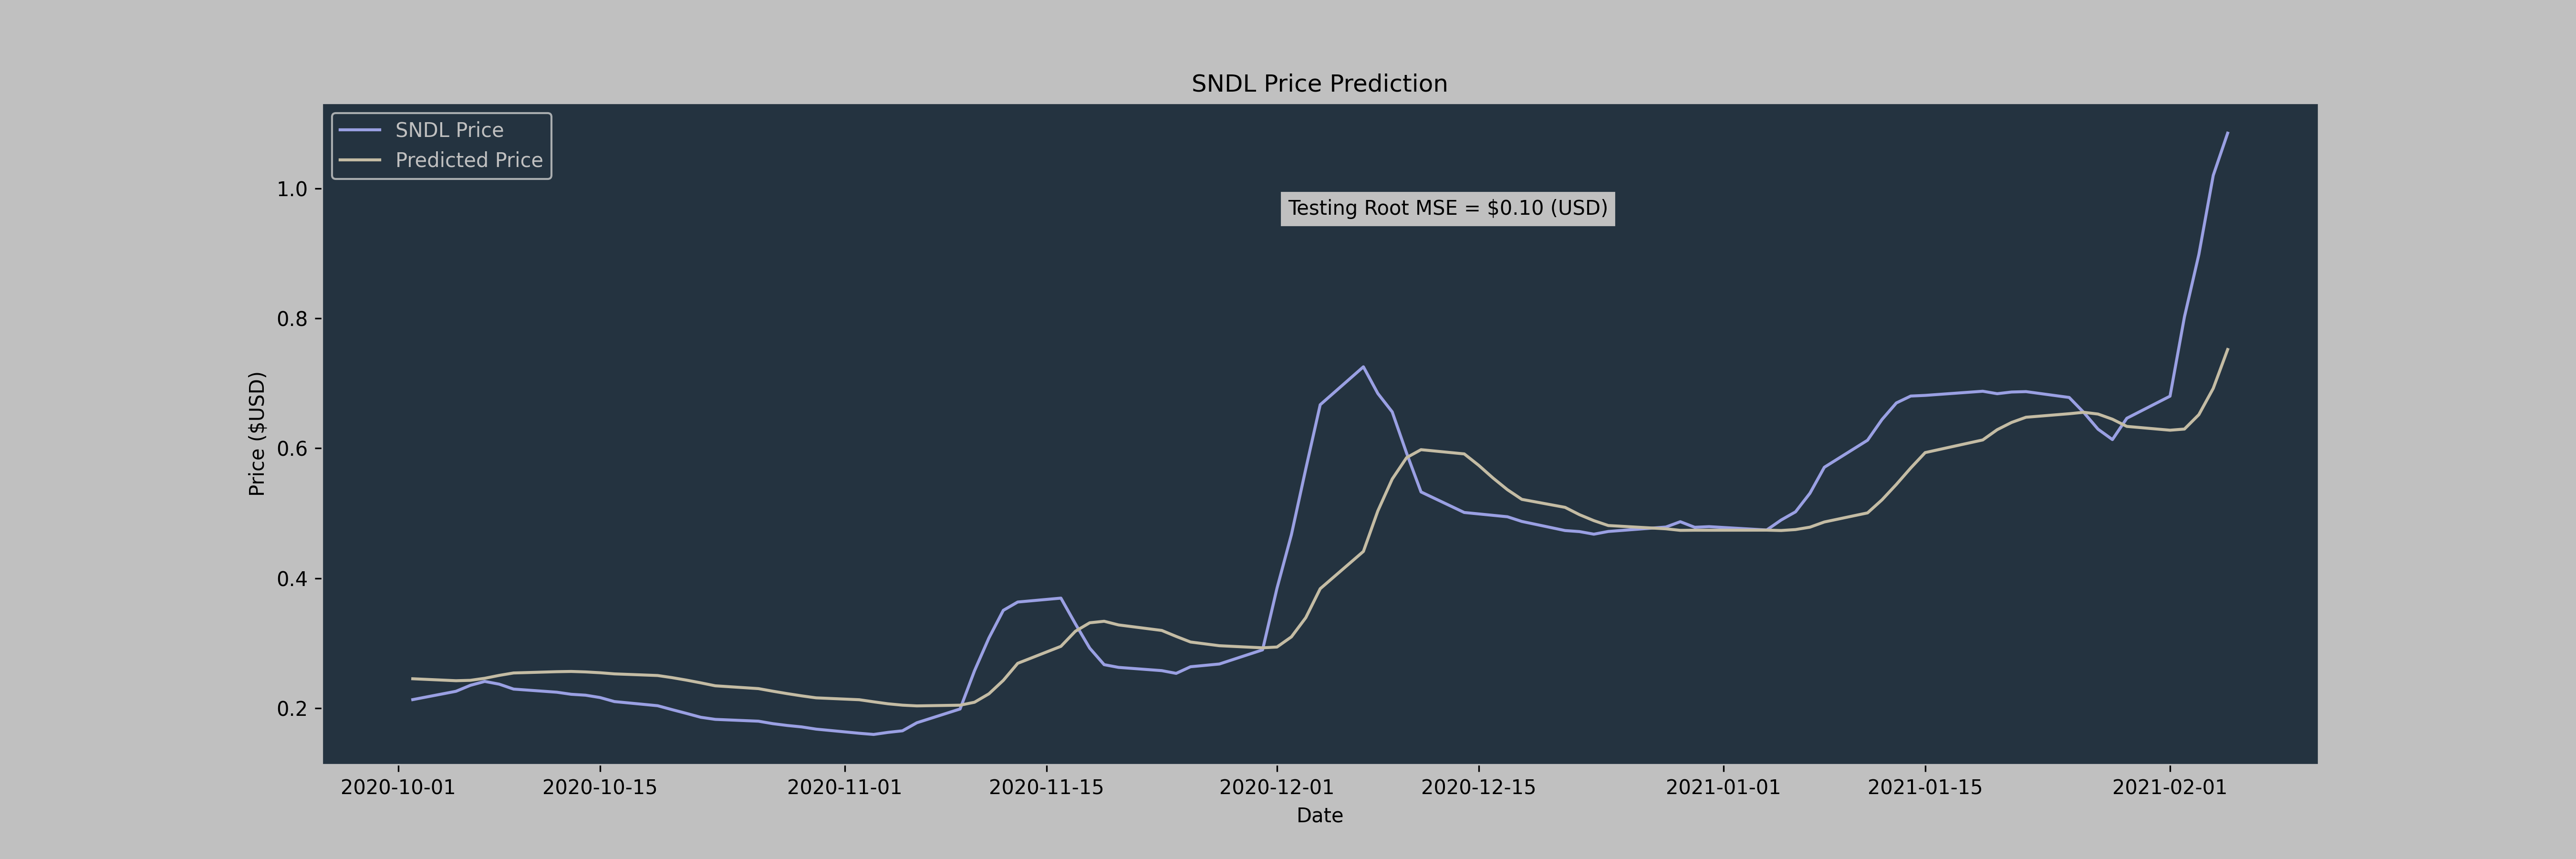 SNDL Price Prediction
SNDL Price
Predicted Price
Testing Root MSE = $0.10 (USD)
1.0
0.8
0.6
0.4
0.2
Price ($USD)
2020-10-01
2020-10-15
2020-11-01
2020-11-15
2020-12-01
2020-12-15
2021-01-01
2021-01-15
2021-02-01
Date